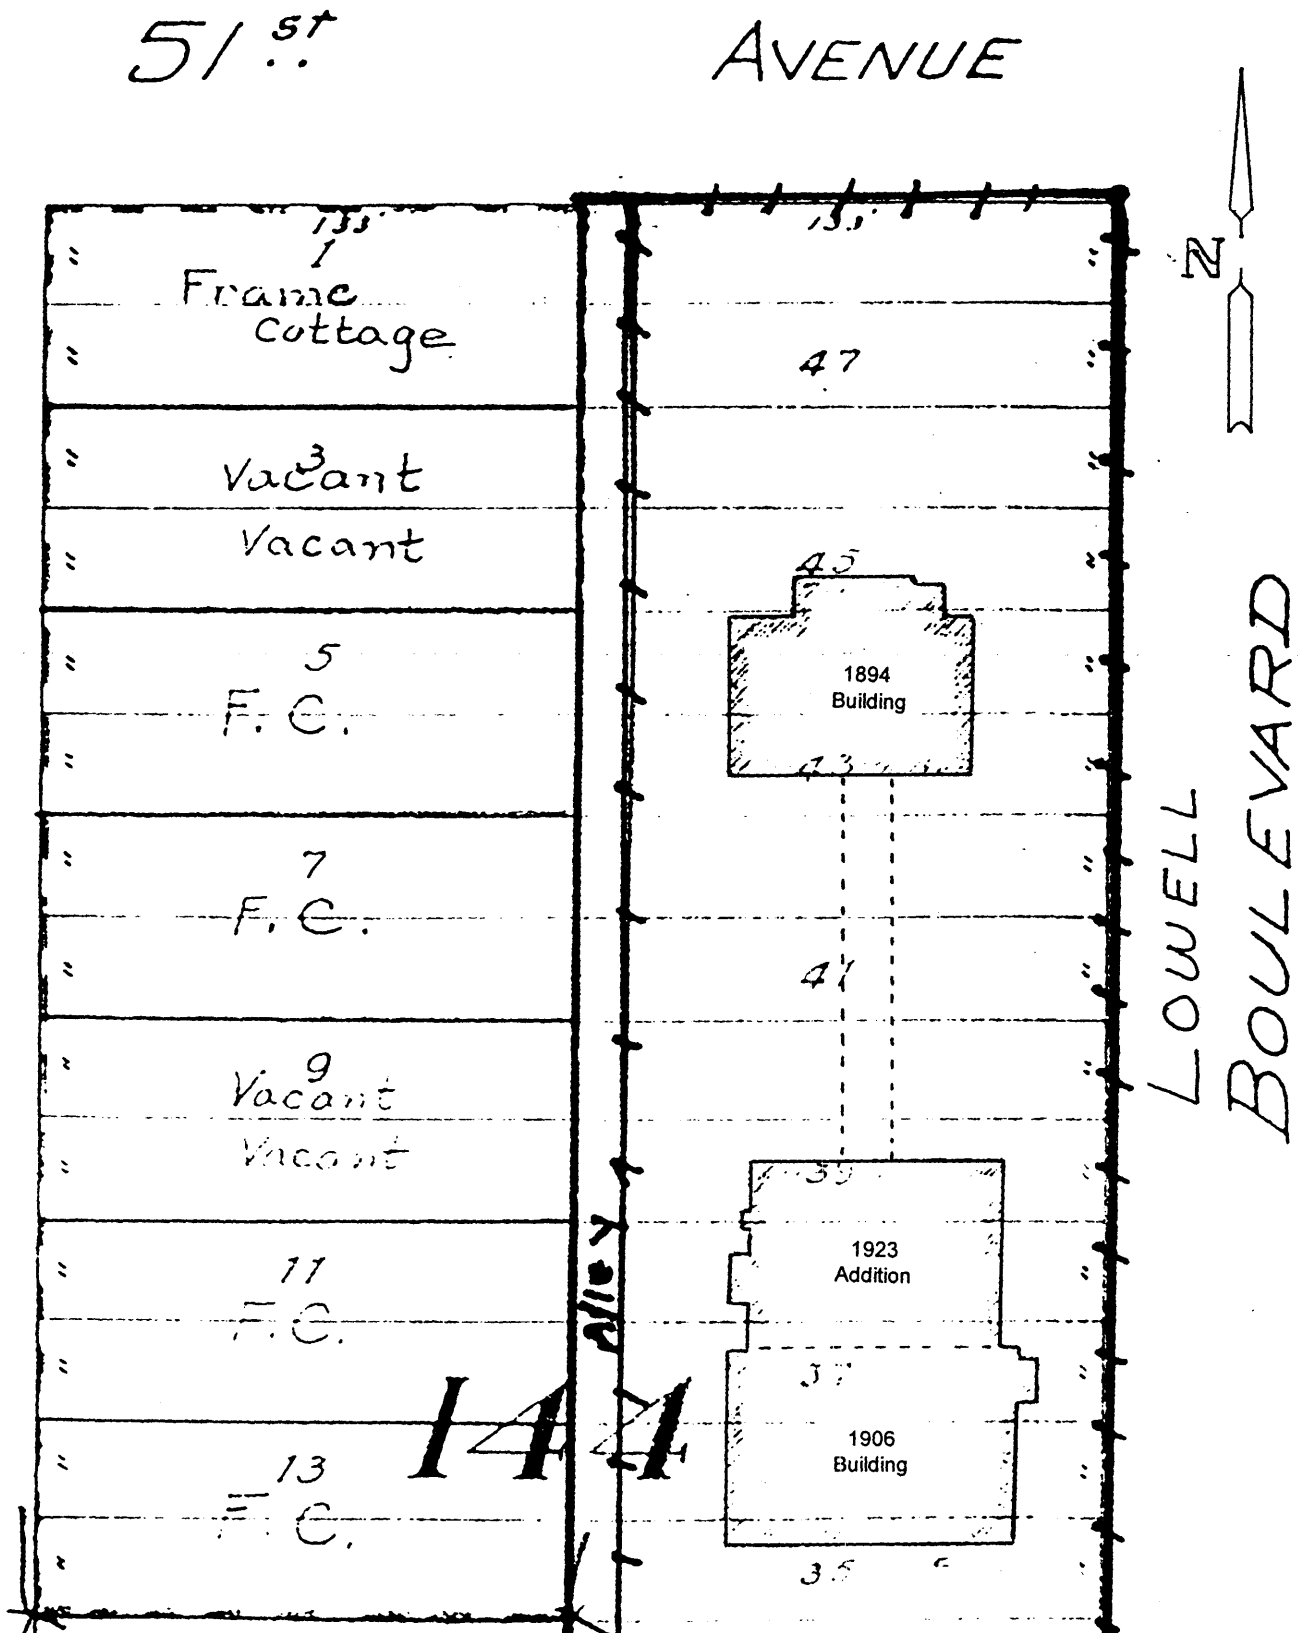 51st AVENUE
133'
133'
1
Frame
Cottage
N
47
3
Vacant
Vacant
45
5
F. C.
1894
Building
43
7
F. C.
41
LOWELL
BOULEVARD
9
Vacant
Vacant
39
11
F. C.
Alley
1923
Addition
37
144
13
F. C.
1906
Building
35